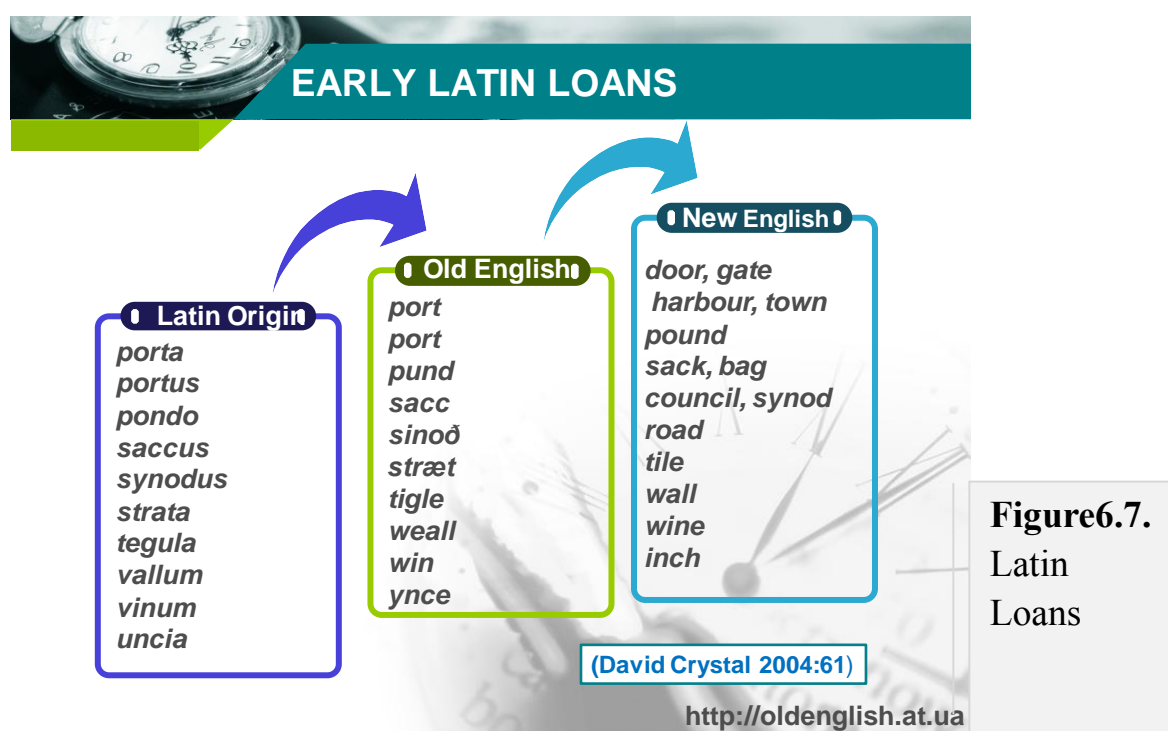 EARLY LATIN LOANS
Latin Origin
porta
portus
pondo
saccus
synodus
strata
tegula
vallum
vinum
uncia
Old English
port
port
pund
sacc
sinoð
stræt
tigle
weall
win
ynce
New English
door, gate
harbour, town
pound
sack, bag
council, synod
road
tile
wall
wine
inch
(David Crystal 2004:61)
http://oldenglish.at.ua
Figure6.7.
Latin
Loans